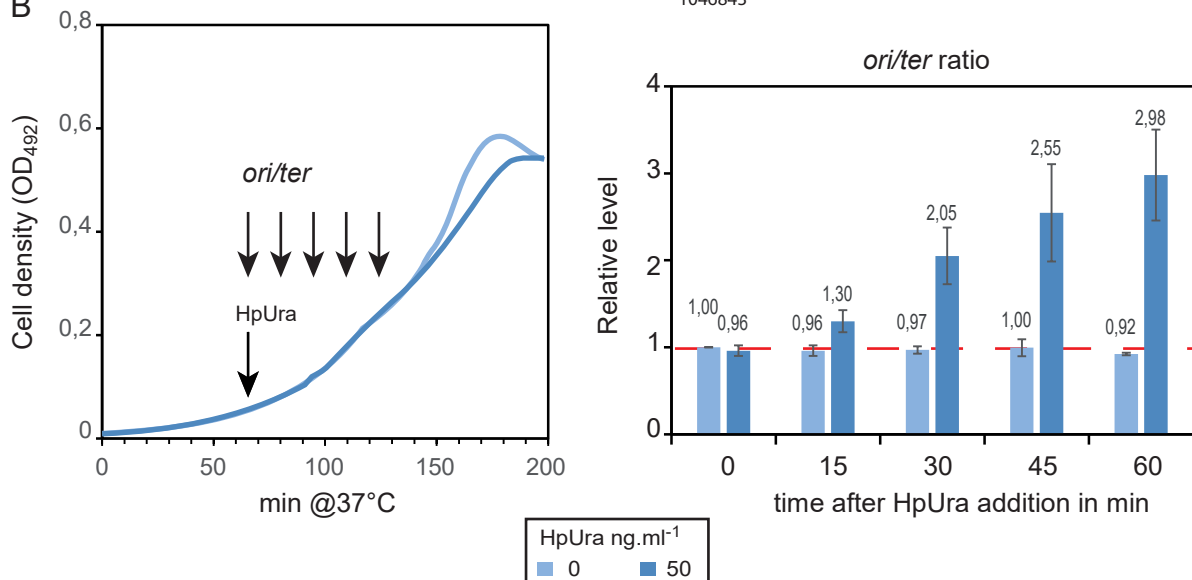 B
1046845
0,8
0,6
0,4
0,2
0
Cell density (OD492)
ori/ter
HpUra
0 50 100 150 200
min @37°C
ori/ter ratio
4
3
2
1
0
Relative level
1,00 0,96 0,96 1,30 0,97 2,05 1,00 2,55 0,92 2,98
0 15 30 45 60
time after HpUra addition in min
HpUra ng.ml-1
0 50